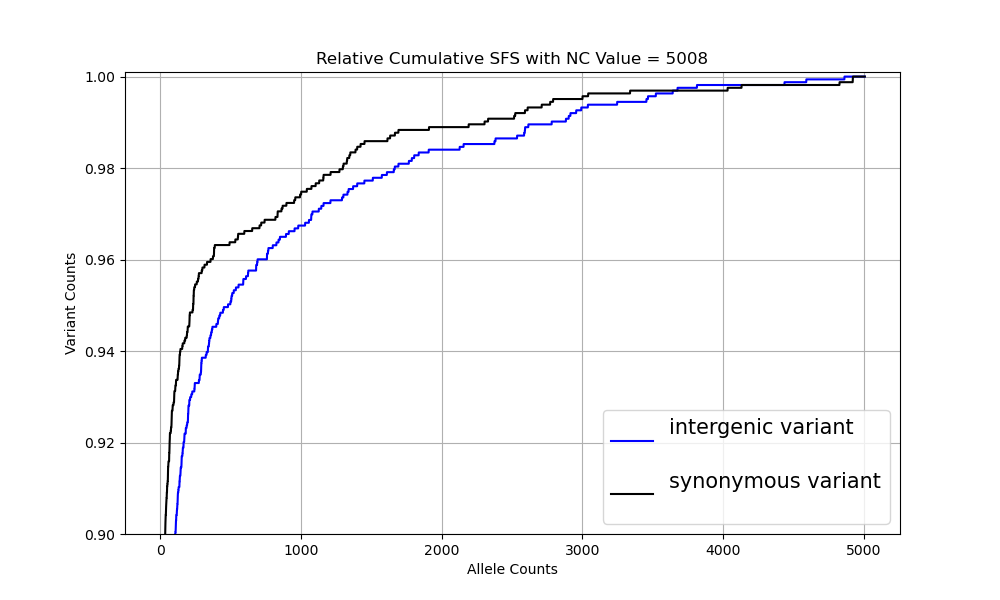 Relative Cumulative SFS with NC Value = 5008
1.00
0.98
0.96
0.94
0.92
0.90
Variant Counts
intergenic variant
synonymous variant
0 1000 2000 3000 4000 5000
Allele Counts